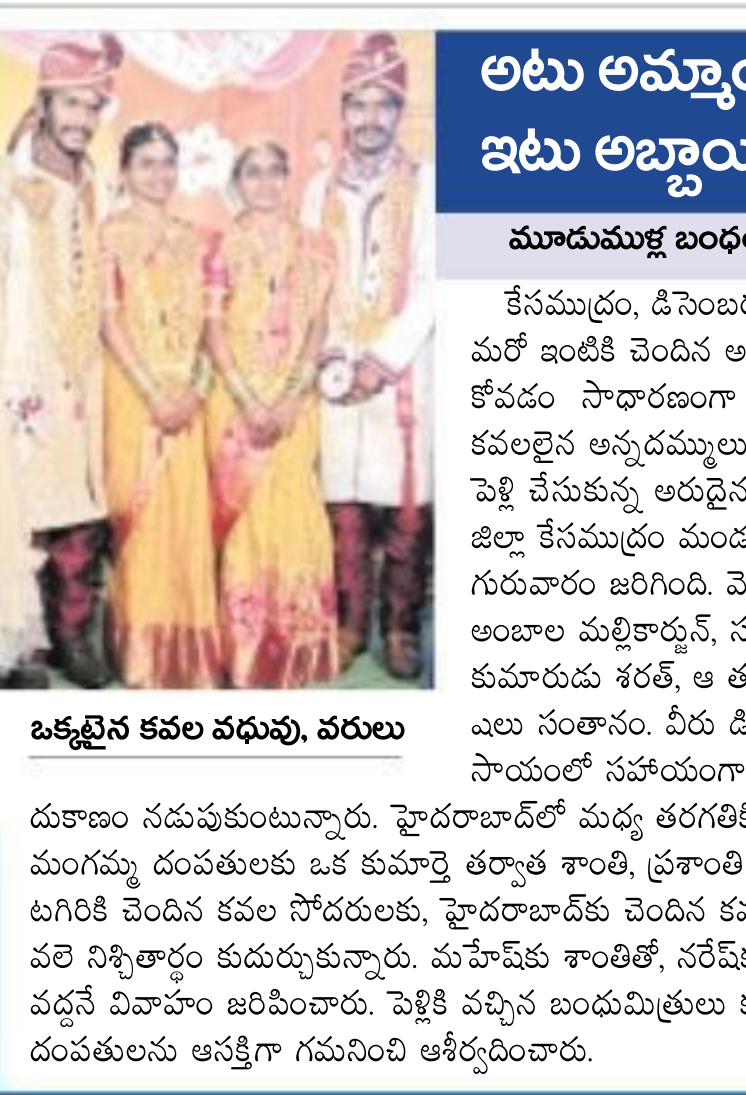 అటు అమ్మా
ఇటు అబ్బా
మూడుముళ్ల బంధం
కేసముద్రం, డిసెంబర
మరో ఇంటికి చెందిన అ
కోవడం సాధారణంగా
కవలలైన అన్నదమ్ములు
పెళ్లి చేసుకున్న అరుదైన
జిల్లా కేసముద్రం మండ
గురువారం జరిగింది.
అంబాల మల్లికార్జున్, స
కుమారుడు శరత్, ఆ త
షలు సంతానం. వీరు డి
సాయంలో సహాయంగా
ఒక్కటైన కవల వధువు, వరులు
దుకాణం నడుపుకుంటున్నారు. హైదరాబాద్‌లో మధ్య తరగతికి
మంగమ్మ దంపతులకు ఒక కుమార్తె తర్వాత శాంతి, ప్రశాంతి
టగిరికి చెందిన కవల సోదరులకు, హైదరాబాద్‌కు చెందిన కవ
వలె నిశ్చితార్థం కుదుర్చుకున్నారు. మహేష్‌కు శాంతితో, నరేష్‌కు
వద్దనే వివాహం జరిపించారు. పెళ్లికి వచ్చిన బంధుమిత్రులు క
దంపతులను ఆసక్తిగా గమనించి ఆశీర్వదించారు.